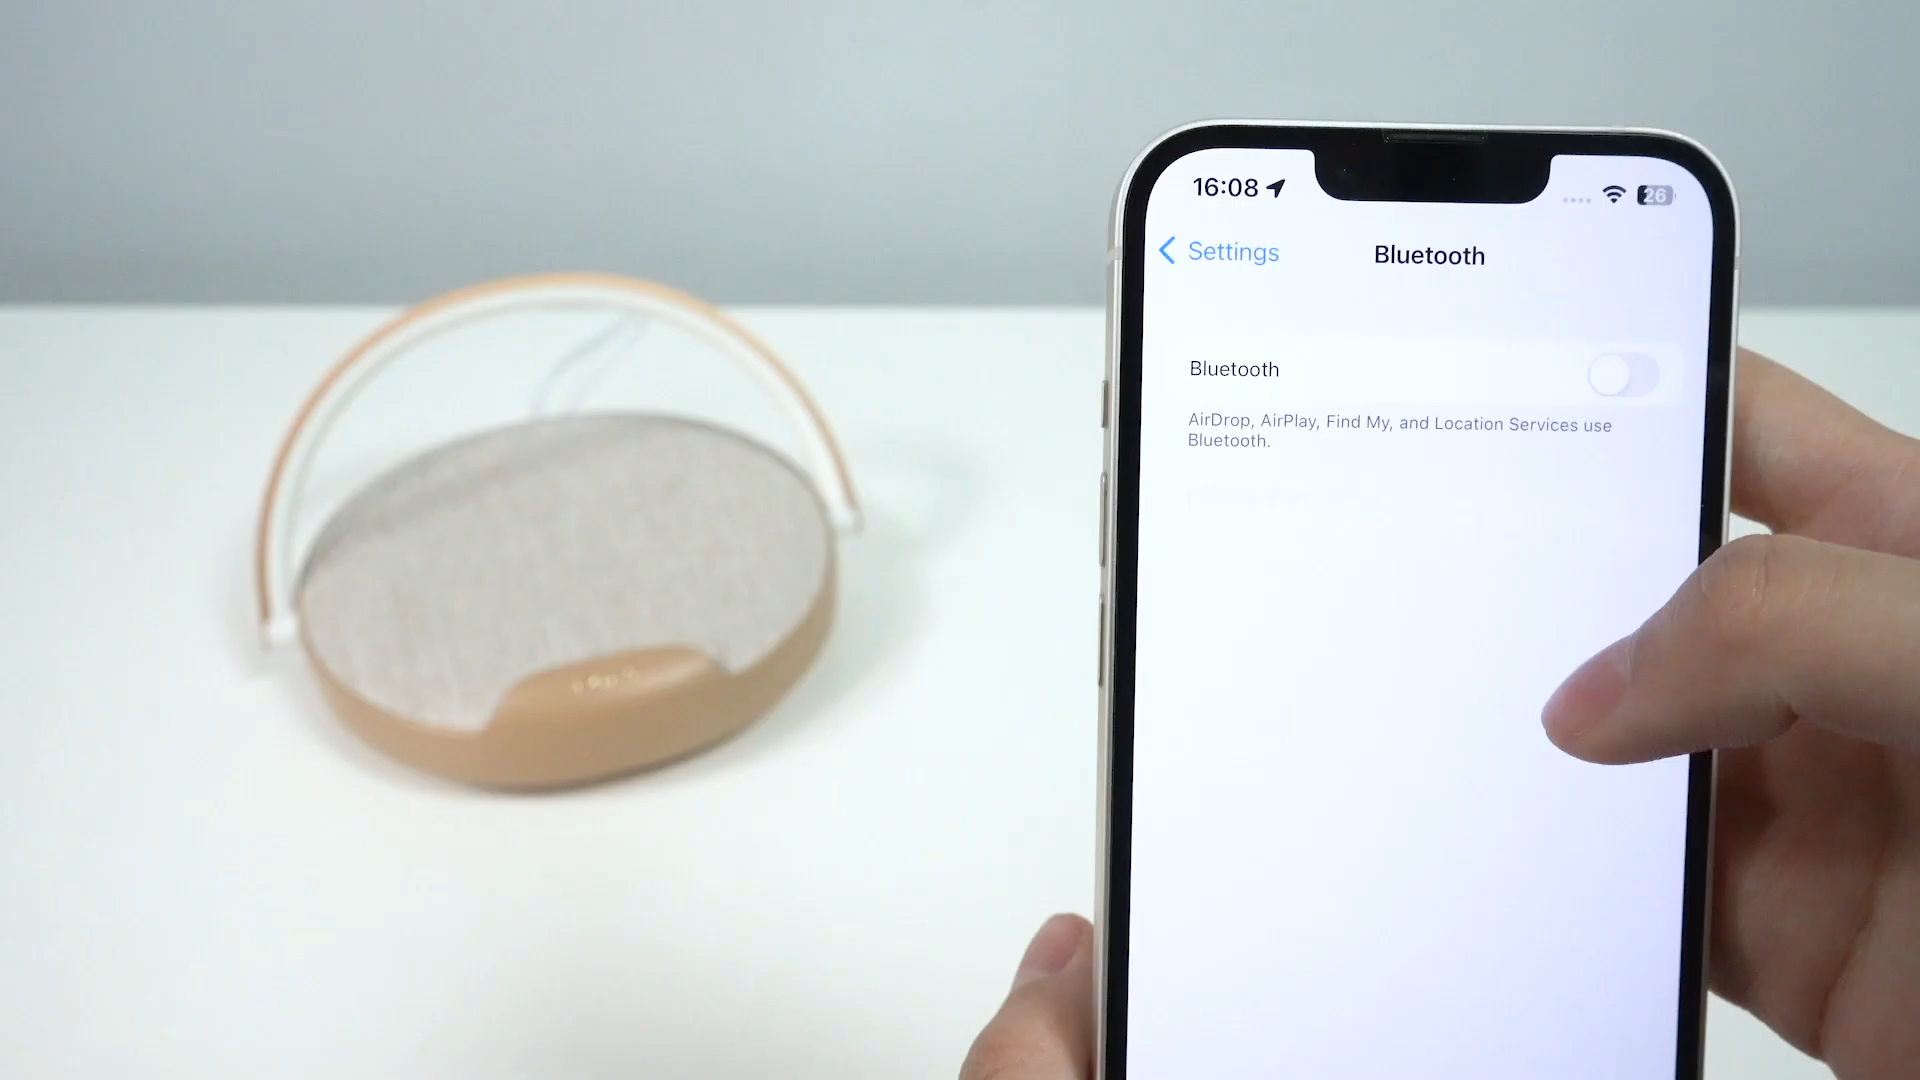 16:08
26
Settings
Bluetooth
Bluetooth
AirDrop, AirPlay, Find My, and Location Services use
Bluetooth.